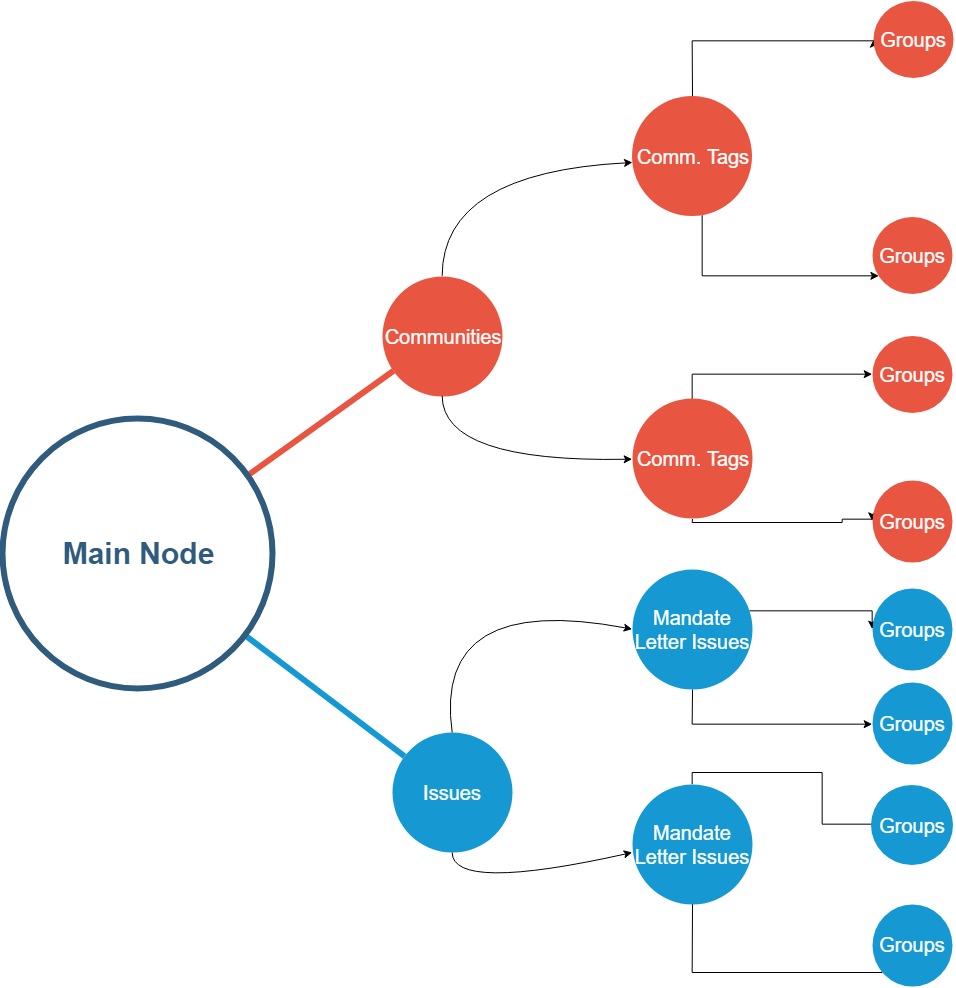 Groups
Comm. Tags
Groups
Communities
Groups
Comm. Tags
Groups
Main Node
Mandate
Letter Issues
Groups
Groups
Issues
Mandate
Letter Issues
Groups
Groups